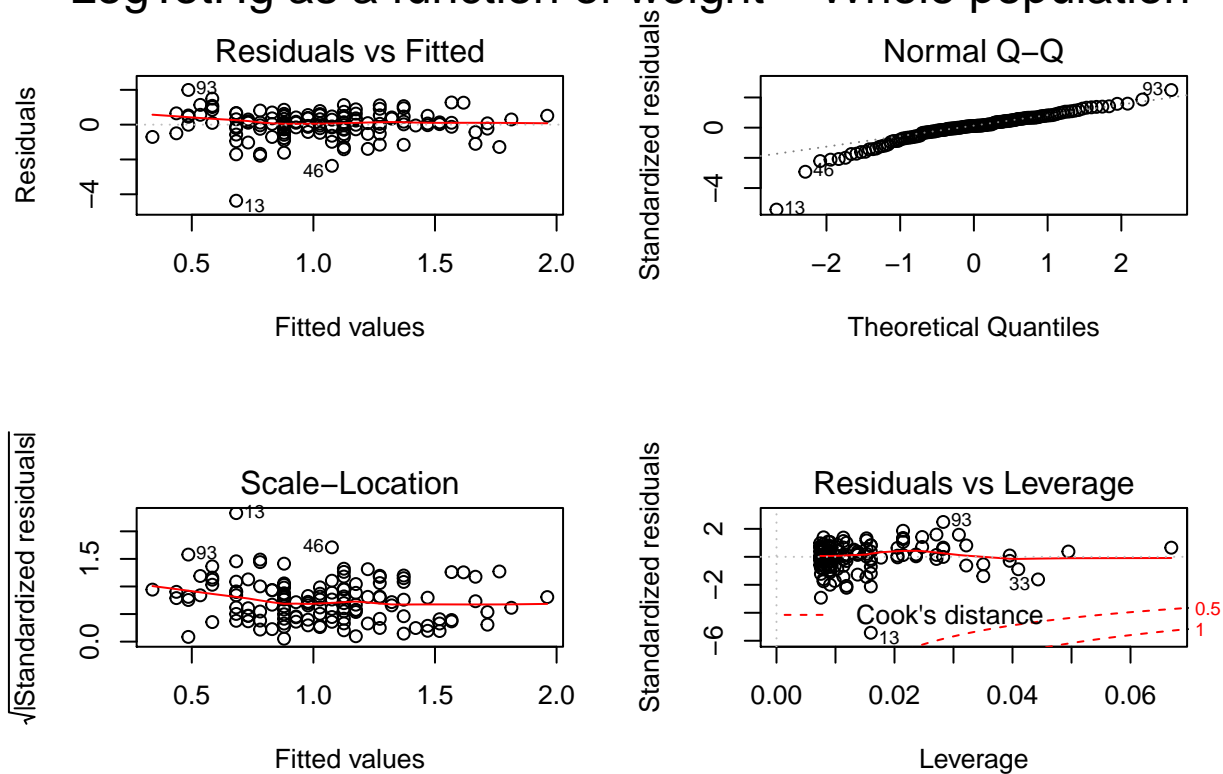 LogTotHg as a function of weight − Whole population
Residuals vs Fitted
Residuals
0
−4
93
46
13
0.5 1.0 1.5 2.0
Fitted values
Normal Q−Q
Standardized residuals
0
−4
93
46
13
−2 −1 0 1 2
Theoretical Quantiles
Scale−Location
√|Standardized residuals|
1.5
0.0
13
93
46
0.5 1.0 1.5 2.0
Fitted values
Residuals vs Leverage
Standardized residuals
2
−2
−6
93
33
13
Cook's distance
0.5
1
0.00 0.02 0.04 0.06
Leverage